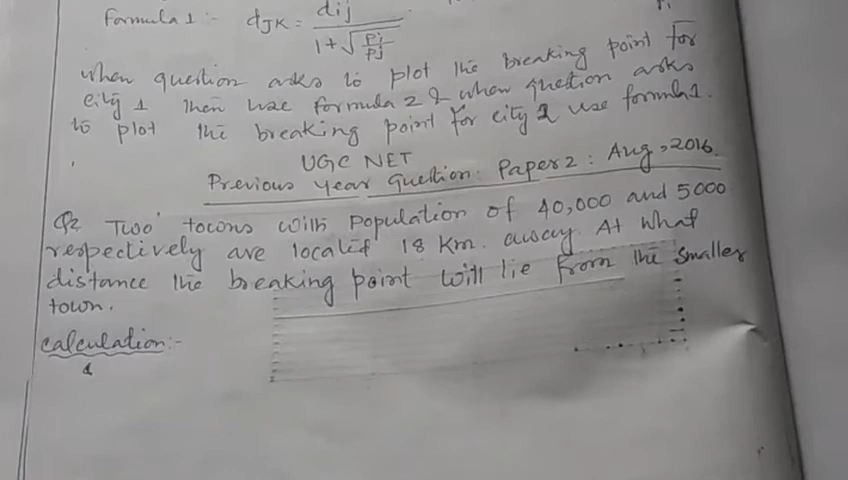 Formula 1 :- dJK = dij / 1+√Pi/Pj
when question asks to plot the breaking point for
city 1 then use formula 2 & when question asks
to plot the breaking point for city 2 use formula 1.
UGC NET
Previous year Question: Paper 2 : Aug, 2016.
Q2 Two towns with population of 40,000 and 5000
respectively are located 18 Km. away. At what
distance the breaking point will lie from the smaller
town.
calculation:-